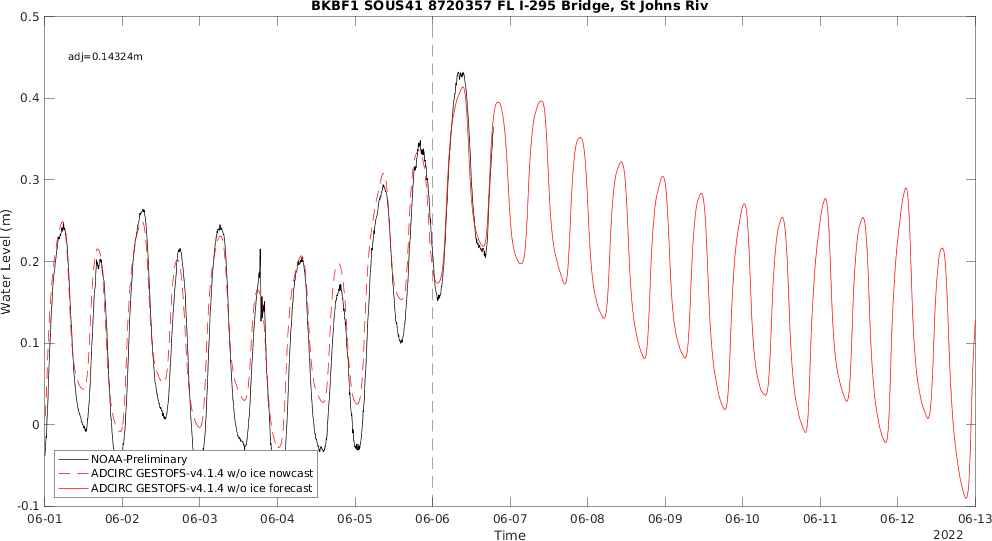 BKBF1 SOUS41 8720357 FL I-295 Bridge, St Johns Riv
adj=0.14324m
0.5
0.4
0.3
0.2
0.1
0
-0.1
Water Level (m)
NOAA-Preliminary
ADCIRC GESTOFS-v4.1.4 w/o ice nowcast
ADCIRC GESTOFS-v4.1.4 w/o ice forecast
06-01 06-02 06-03 06-04 06-05 06-06 06-07 06-08 06-09 06-10 06-11 06-12 06-13
Time
2022